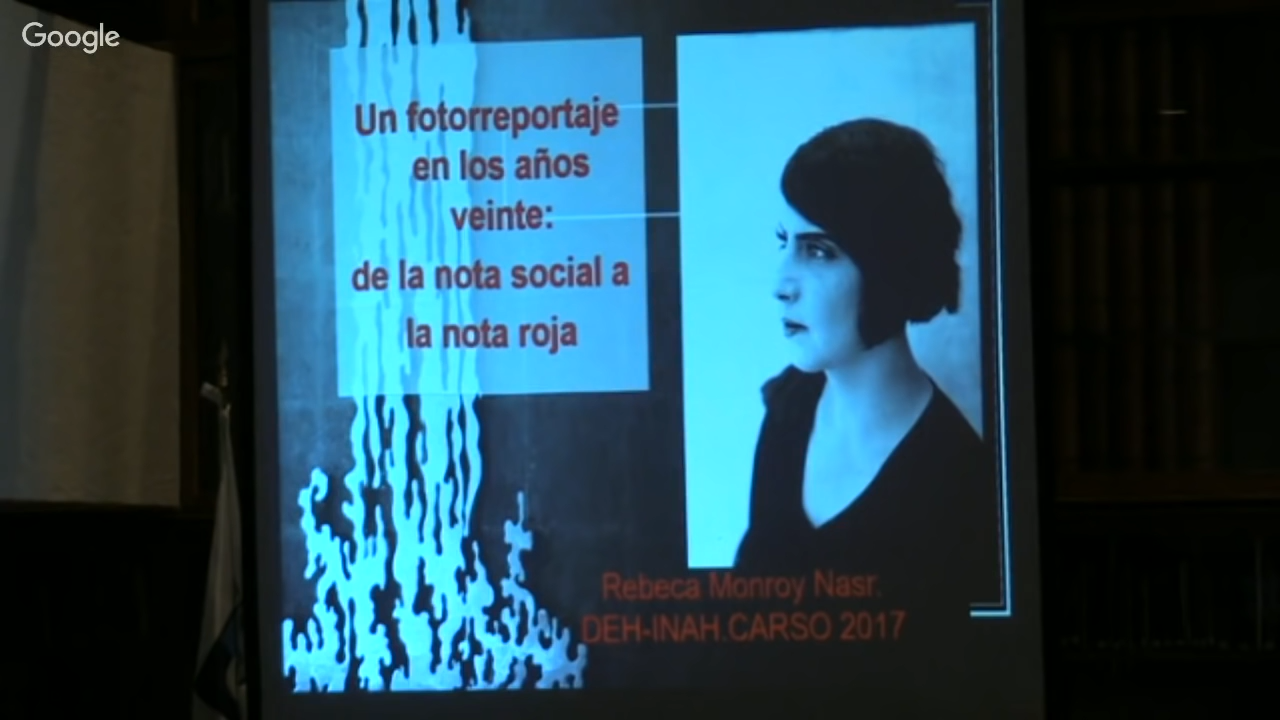 Google
Un fotorreportaje
en los años
veinte:
de la nota social a
la nota roja
Rebeca Monroy Nasr.
DEH-INAH.CARSO 2017